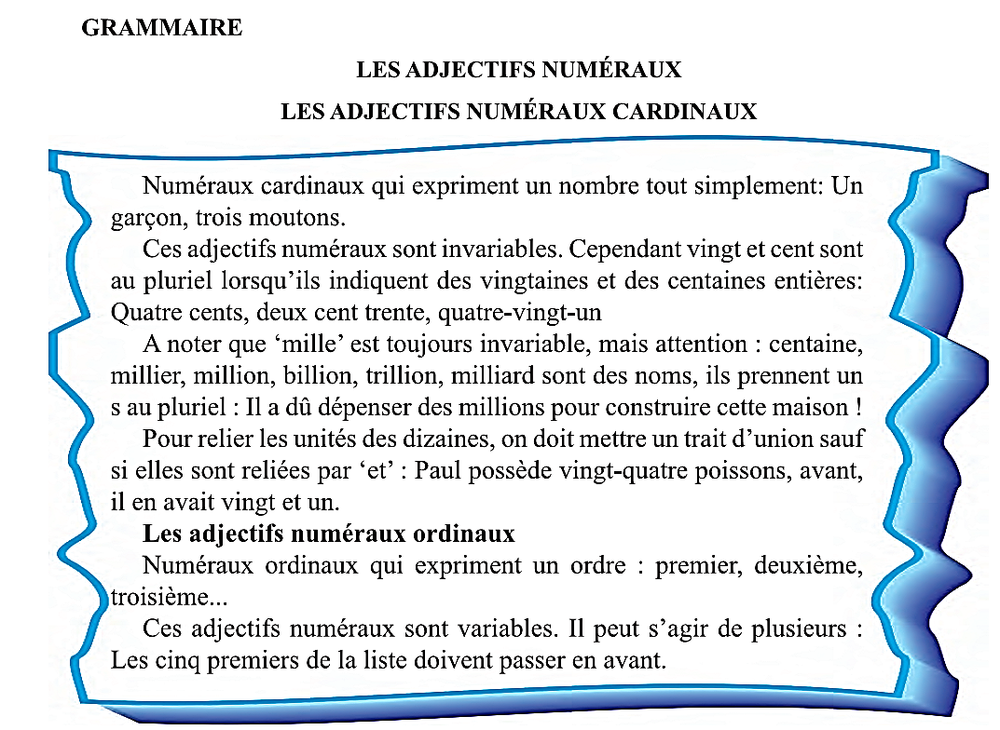 GRAMMAIRE
LES ADJECTIFS NUMÉRAUX
LES ADJECTIFS NUMÉRAUX CARDINAUX
Numéraux cardinaux qui expriment un nombre tout simplement: Un
garçon, trois moutons.
Ces adjectifs numéraux sont invariables. Cependant vingt et cent sont
au pluriel lorsqu’ils indiquent des vingtaines et des centaines entières:
Quatre cents, deux cent trente, quatre-vingt-un
A noter que ‘mille’ est toujours invariable, mais attention : centaine,
millier, million, billion, trillion, milliard sont des noms, ils prennent un
s au pluriel : Il a dû dépenser des millions pour construire cette maison !
Pour relier les unités des dizaines, on doit mettre un trait d’union sauf
si elles sont reliées par ‘et’ : Paul possède vingt-quatre poissons, avant,
il en avait vingt et un.
Les adjectifs numéraux ordinaux
Numéraux ordinaux qui expriment un ordre : premier, deuxième,
troisième...
Ces adjectifs numéraux sont variables. Il peut s’agir de plusieurs :
Les cinq premiers de la liste doivent passer en avant.